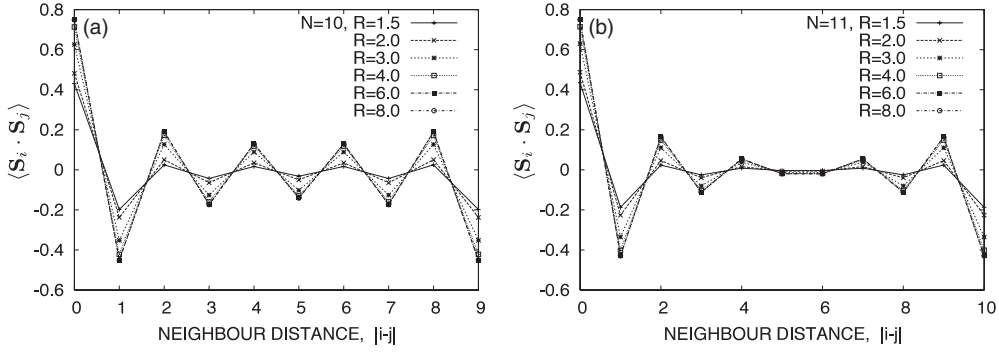 (a)
N=10, R=1.5
R=2.0
R=3.0
R=4.0
R=6.0
R=8.0
0.8
0.6
0.4
0.2
0
-0.2
-0.4
-0.6
⟨S_i · S_j⟩
0 1 2 3 4 5 6 7 8 9
NEIGHBOUR DISTANCE, |i-j|
(b)
N=11, R=1.5
R=2.0
R=3.0
R=4.0
R=6.0
R=8.0
0.8
0.6
0.4
0.2
0
-0.2
-0.4
-0.6
⟨S_i · S_j⟩
0 2 4 6 8 10
NEIGHBOUR DISTANCE, |i-j|